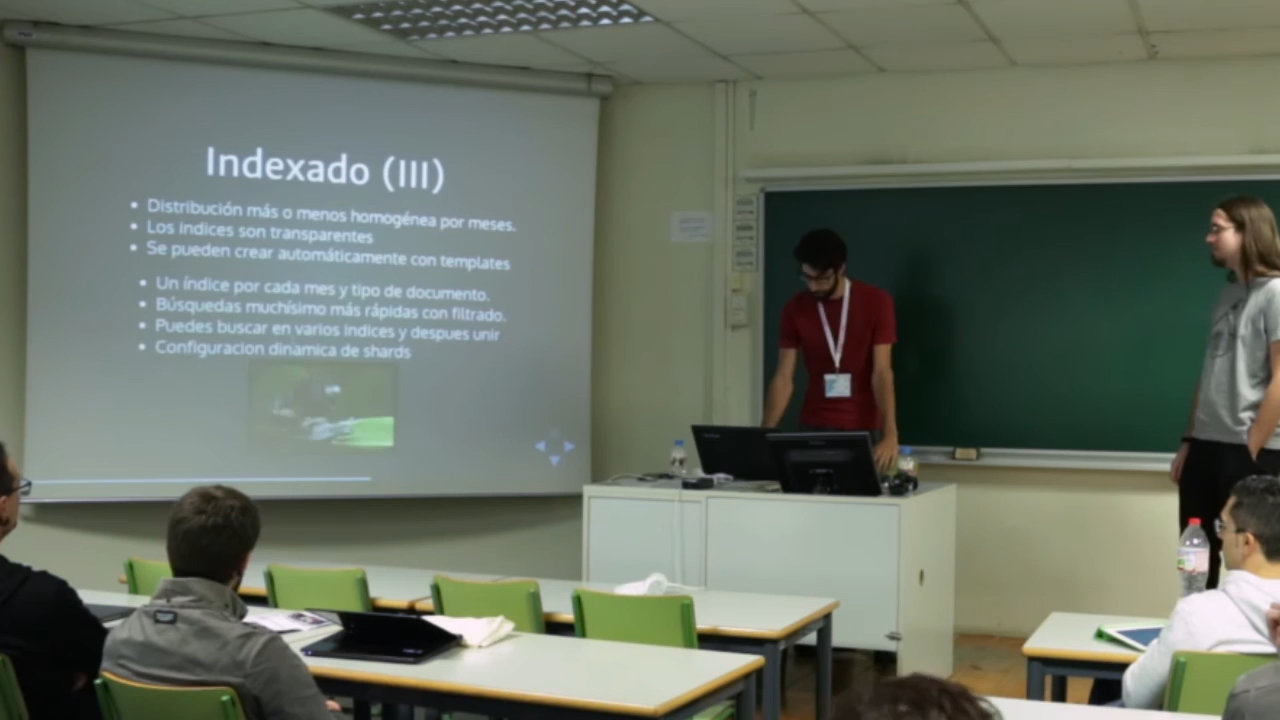 Indexado (III)
Distribución más o menos homogénea por meses.
Los indices son transparentes
Se pueden crear automáticamente con templates
Un índice por cada mes y tipo de documento.
Búsquedas muchísimo más rápidas con filtrado.
Puedes buscar en varios indices y despues unir
Configuracion dinamica de shards